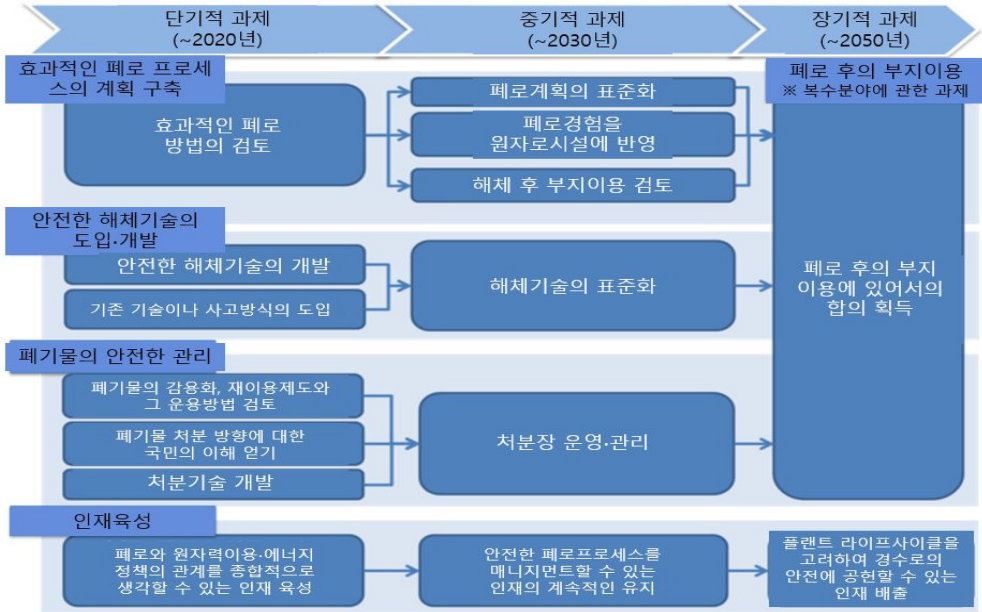 단기적 과제
(~2020년)
중기적 과제
(~2030년)
장기적 과제
(~2050년)
효과적인 폐로 프로세
스의 계획 구축
효과적인 폐로
방법의 검토
폐로계획의 표준화
폐로경험을
원자로시설에 반영
해체 후 부지이용 검토
폐로 후의 부지이용
※ 복수분야에 관한 과제
안전한 해체기술의
도입·개발
안전한 해체기술의 개발
기존 기술이나 사고방식의 도입
해체기술의 표준화
폐로 후의 부지
이용에 있어서의
합의 획득
폐기물의 안전한 관리
폐기물의 감용화, 재이용제도와
그 운용방법 검토
폐기물 처분 방향에 대한
국민의 이해 얻기
처분기술 개발
처분장 운영·관리
인재육성
폐로와 원자력이용·에너지
정책의 관계를 종합적으로
생각할 수 있는 인재 육성
안전한 폐로프로세스를
매니지먼트할 수 있는
인재의 계속적인 유지
플랜트 라이프사이클을
고려하여 경수로의
안전에 공헌할 수 있는
인재 배출